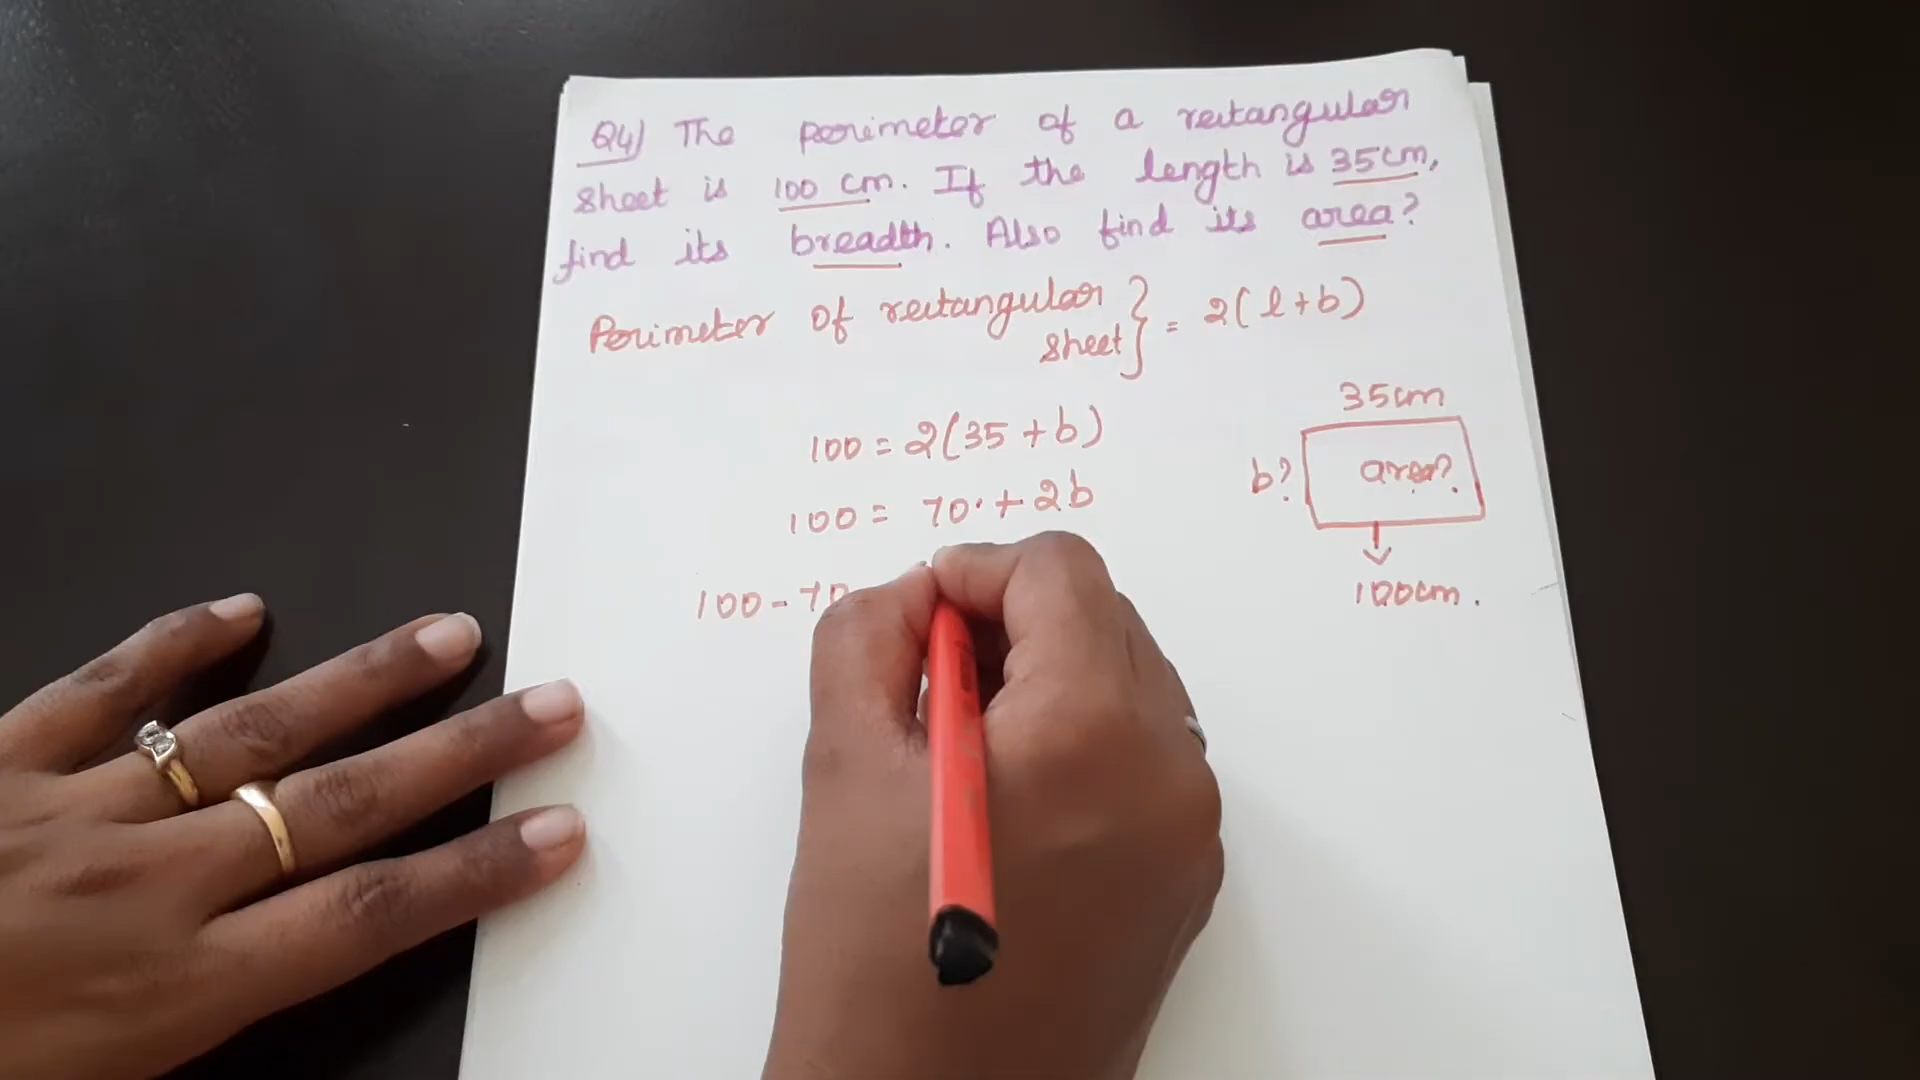 Q4) The perimeter of a rectangular
sheet is 100 cm. If the length is 35cm,
find its breadth. Also find its area?
Perimeter of rectangular
sheet } = 2(l+b)
35cm
100 = 2(35 + b)
b? area?
100 = 70 + 2b
100 - 70
100cm.